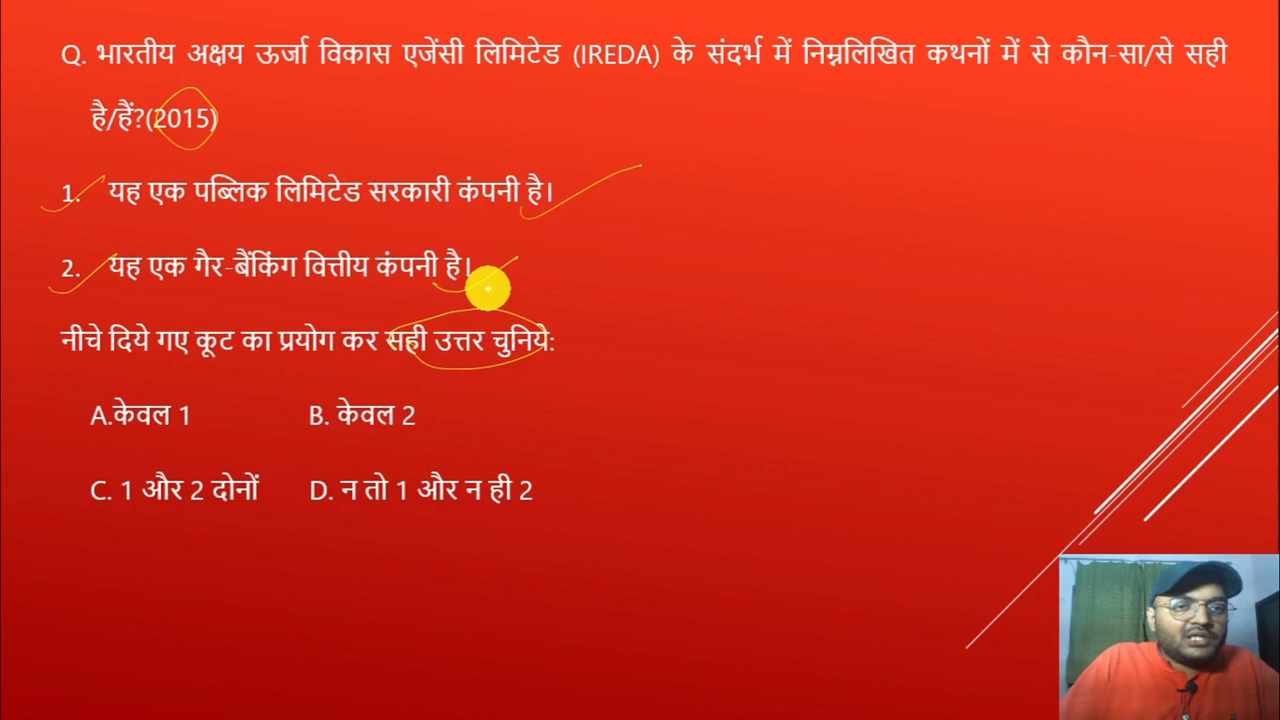 Q. भारतीय अक्षय ऊर्जा विकास एजेंसी लिमिटेड (IREDA) के संदर्भ में निम्नलिखित कथनों में से कौन-सा/से सही
है/हैं?(2015)
1. यह एक पब्लिक लिमिटेड सरकारी कंपनी है।
2. यह एक गैर-बैंकिंग वित्तीय कंपनी है।
नीचे दिये गए कूट का प्रयोग कर सही उत्तर चुनिये:
A.केवल 1 B. केवल 2
C. 1 और 2 दोनों D. न तो 1 और न ही 2